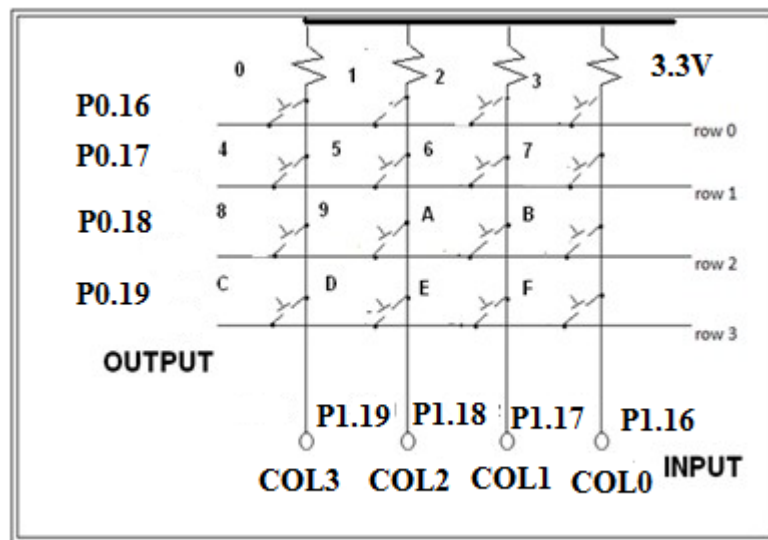 0 1 2 3 3.3V
P0.16 row 0
P0.17 4 5 6 7 row 1
P0.18 8 9 A B row 2
P0.19 C D E F row 3
OUTPUT
P1.19 P1.18 P1.17 P1.16
COL3 COL2 COL1 COL0 INPUT